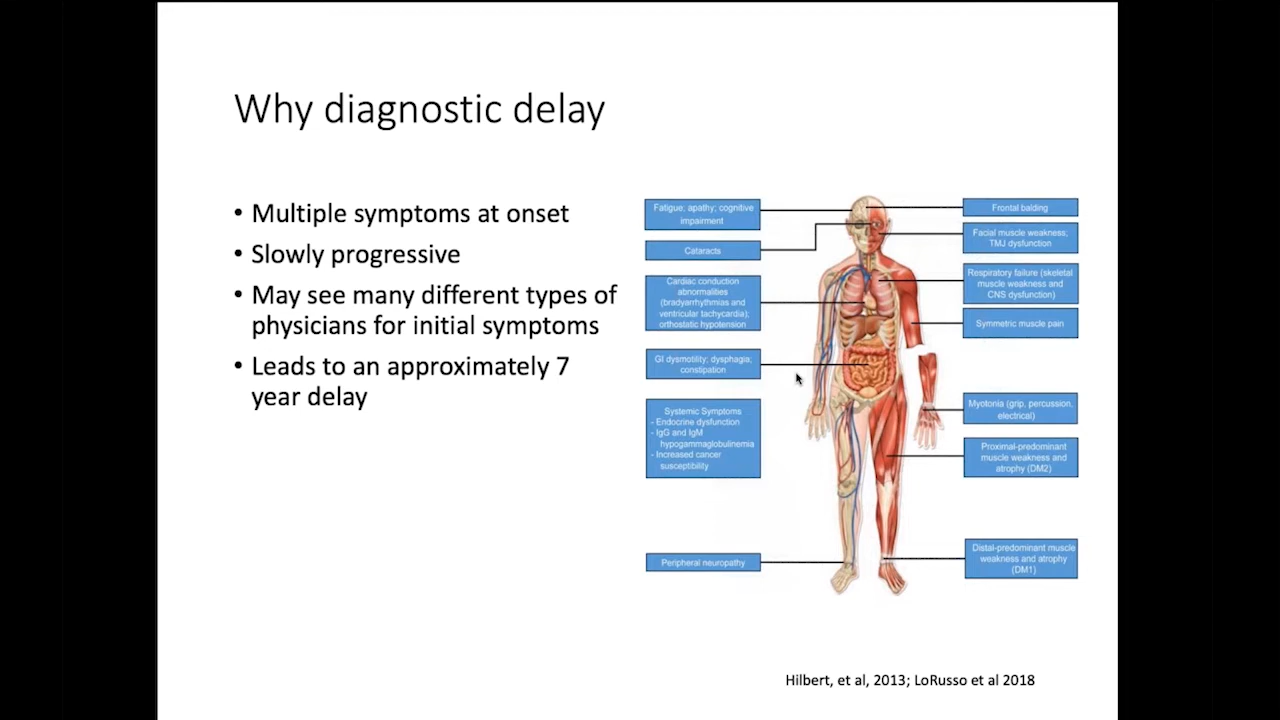 Why diagnostic delay
• Multiple symptoms at onset
• Slowly progressive
• May see many different types of
physicians for initial symptoms
• Leads to an approximately 7
year delay
Fatigue; apathy; cognitive
impairment
Cataracts
Cardiac conduction
abnormalities
(bradyarrhythmias and
ventricular tachycardia);
orthostatic hypotension
GI dysmotility; dysphagia;
constipation
Systemic Symptoms
- Endocrine dysfunction
- IgG and IgM
hypogammaglobulinemia
- Increased cancer
susceptibility
Peripheral neuropathy
Frontal balding
Facial muscle weakness;
TMJ dysfunction
Respiratory failure (skeletal
muscle weakness and
CNS dysfunction)
Symmetric muscle pain
Myotonia (grip, percussion,
electrical)
Proximal-predominant
muscle weakness and
atrophy (DM2)
Distal-predominant muscle
weakness and atrophy
(DM1)
Hilbert, et al, 2013; LoRusso et al 2018